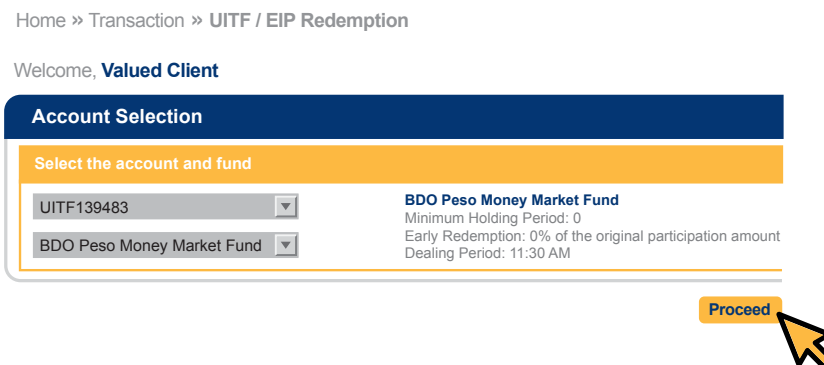 Home » Transaction » UITF / EIP Redemption
Welcome, Valued Client
Account Selection
Select the account and fund
UITF139483
BDO Peso Money Market Fund
BDO Peso Money Market Fund
Minimum Holding Period: 0
Early Redemption: 0% of the original participation amount
Dealing Period: 11:30 AM
Proceed